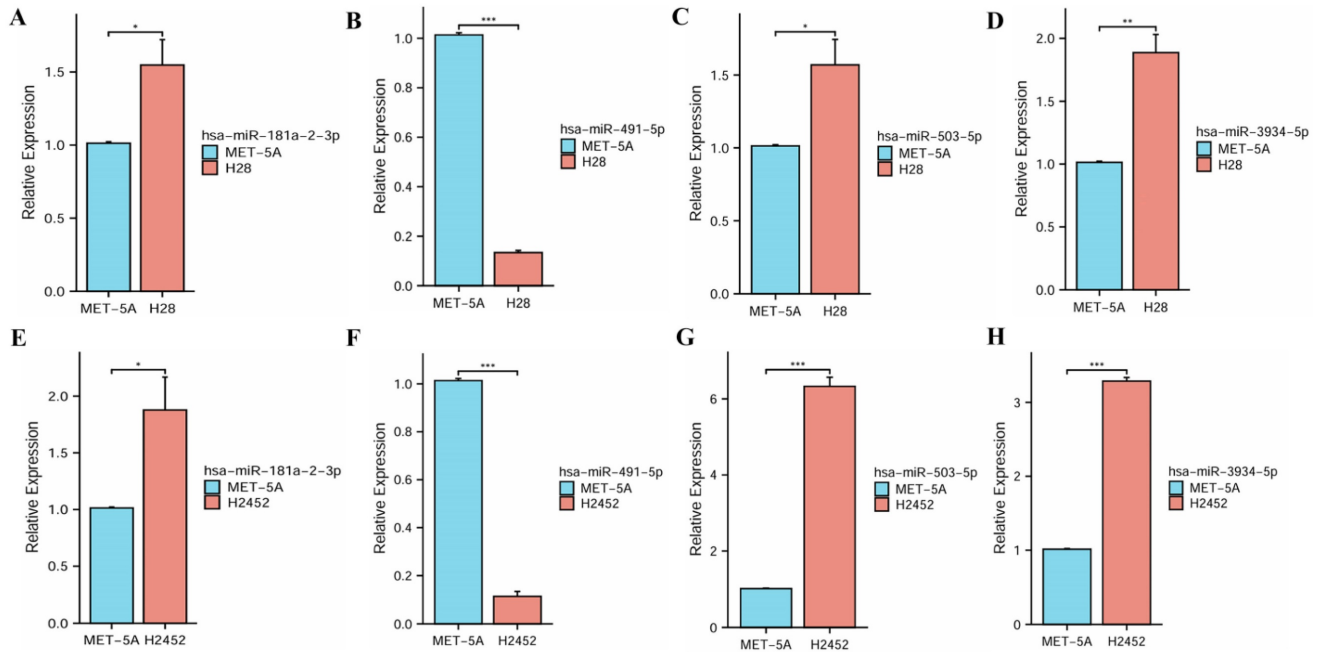 A
*
Relative Expression
1.5
1.0
0.5
0.0
MET-5A H28
hsa-miR-181a-2-3p
MET-5A
H28
B
***
Relative Expression
1.0
0.8
0.6
0.4
0.2
0.0
MET-5A H28
hsa-miR-491-5p
MET-5A
H28
C
*
Relative Expression
1.5
1.0
0.5
0.0
MET-5A H28
hsa-miR-503-5p
MET-5A
H28
D
**
Relative Expression
2.0
1.5
1.0
0.5
0.0
MET-5A H28
hsa-miR-3934-5p
MET-5A
H28
E
*
Relative Expression
2.0
1.5
1.0
0.5
0.0
MET-5A H2452
hsa-miR-181a-2-3p
MET-5A
H2452
F
***
Relative Expression
1.0
0.8
0.6
0.4
0.2
0.0
MET-5A H2452
hsa-miR-491-5p
MET-5A
H2452
G
***
Relative Expression
6
4
2
0
MET-5A H2452
hsa-miR-503-5p
MET-5A
H2452
H
***
Relative Expression
3
2
1
0
MET-5A H2452
hsa-miR-3934-5p
MET-5A
H2452